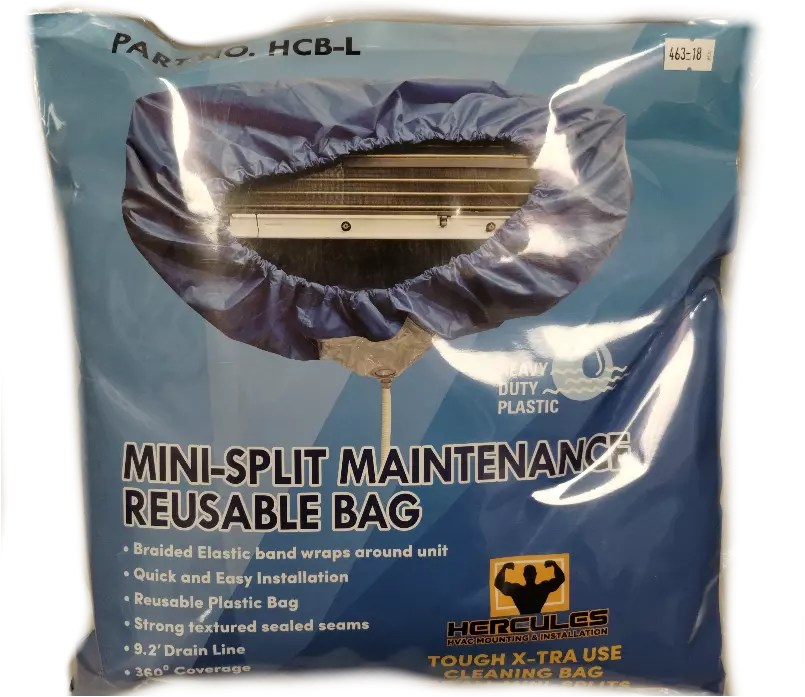 PART NO. HCB-L
463-18
HEAVY
DUTY
PLASTIC
MINI-SPLIT MAINTENANCE
REUSABLE BAG
• Braided Elastic band wraps around unit
• Quick and Easy Installation
• Reusable Plastic Bag
• Strong textured sealed seams
• 9.2' Drain Line
• 360° Coverage
HERCULES
HVAC MOUNTING & INSTALLATION
TOUGH X-TRA USE
CLEANING BAG
MINI-SPLITS